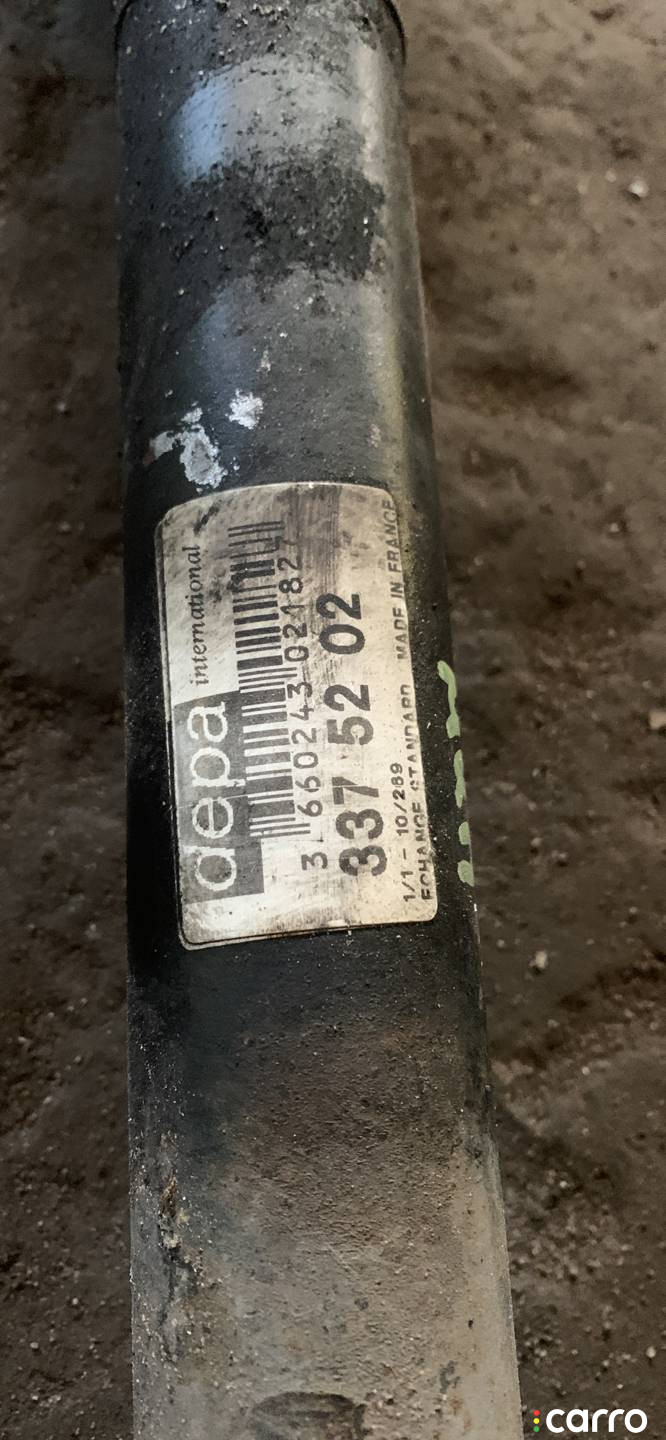 depa international
3 660243 021827
337 52 02
1/1 - 10/289
ECHANGE STANDARD MADE IN FRANCE
carro